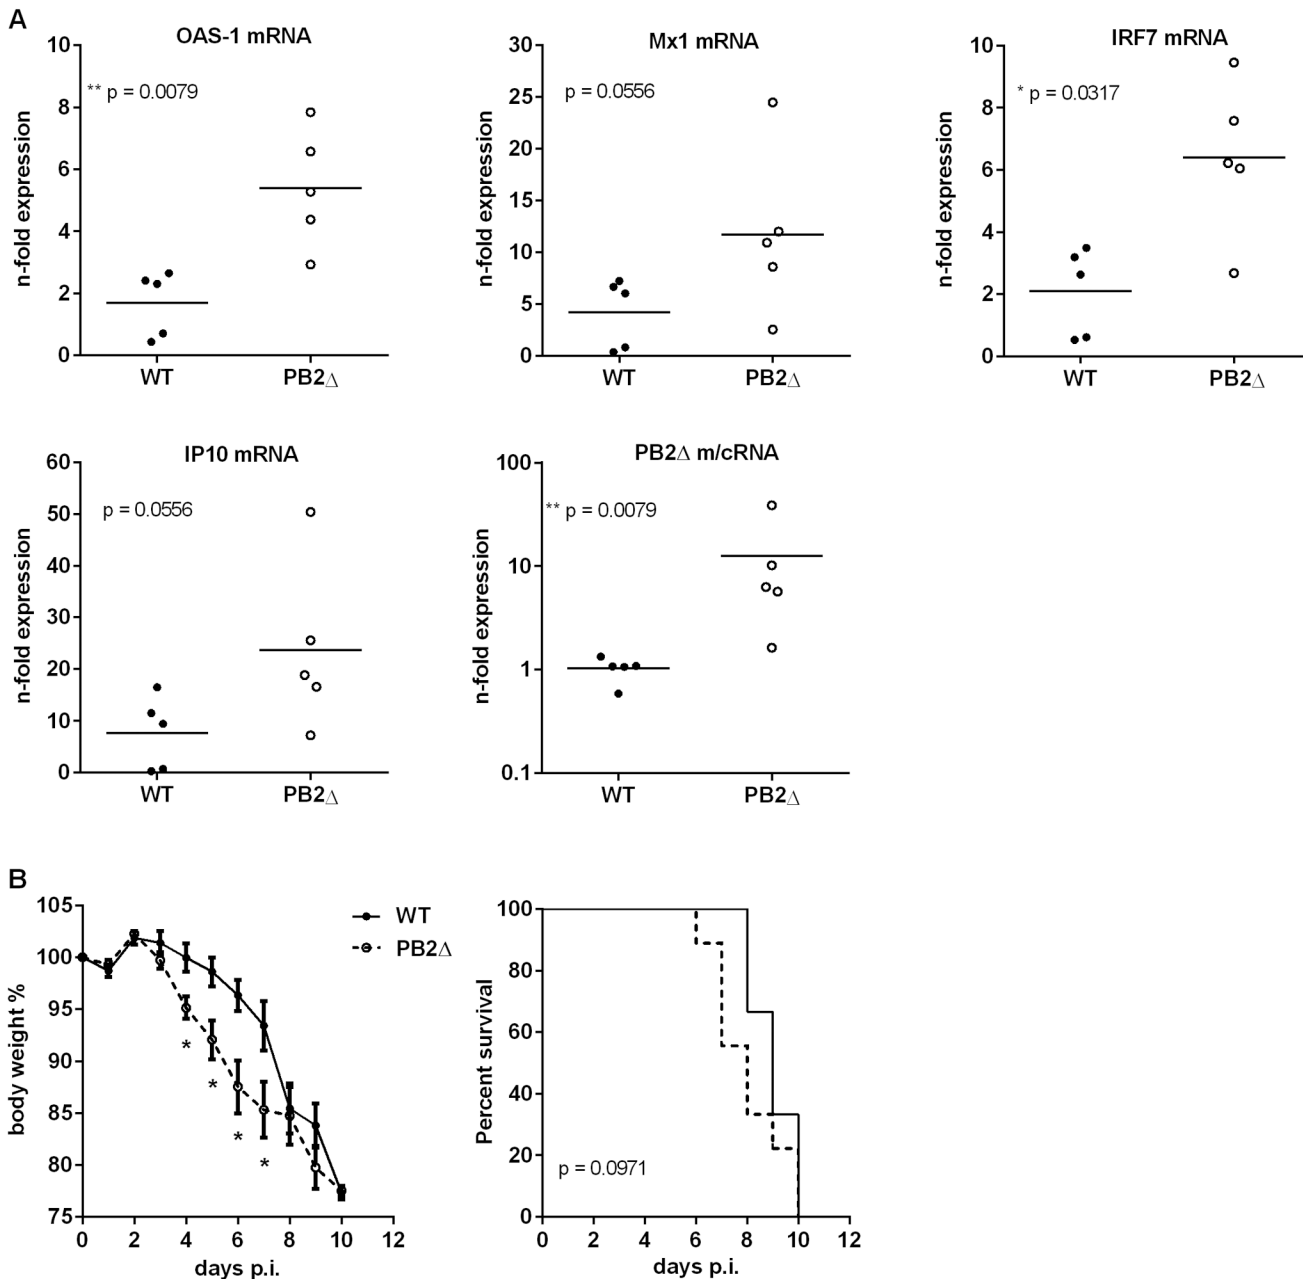 A
OAS-1 mRNA
** p = 0.0079
n-fold expression
10
8
6
4
2
0
WT
PB2Δ
Mx1 mRNA
p = 0.0556
n-fold expression
30
25
20
15
10
5
0
WT
PB2Δ
IRF7 mRNA
* p = 0.0317
n-fold expression
10
8
6
4
2
0
WT
PB2Δ
IP10 mRNA
p = 0.0556
n-fold expression
60
50
40
30
20
10
0
WT
PB2Δ
PB2Δ m/cRNA
** p = 0.0079
n-fold expression
100
10
1
0.1
WT
PB2Δ
B
body weight %
105
100
95
90
85
80
75
WT
PB2Δ
*
*
*
*
0 2 4 6 8 10 12
days p.i.
Percent survival
100
80
60
40
20
0
p = 0.0971
0 2 4 6 8 10 12
days p.i.